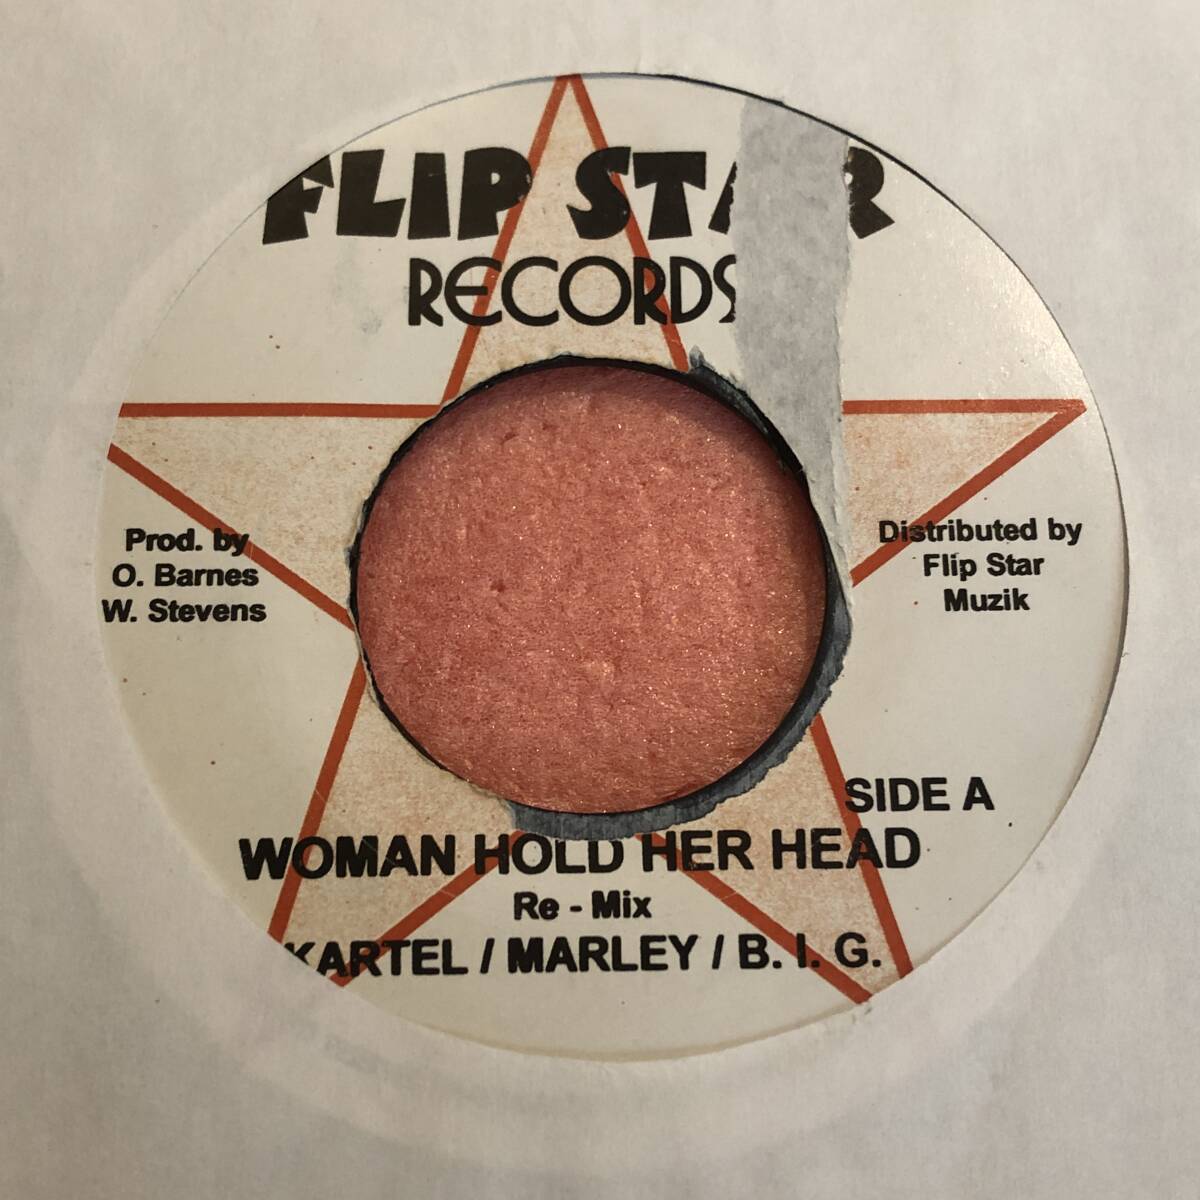 FLIP STAR
RECORDS
Prod. by
O. Barnes
W. Stevens
Distributed by
Flip Star
Muzik
SIDE A
WOMAN HOLD HER HEAD
Re - Mix
KARTEL / MARLEY / B. I. G.